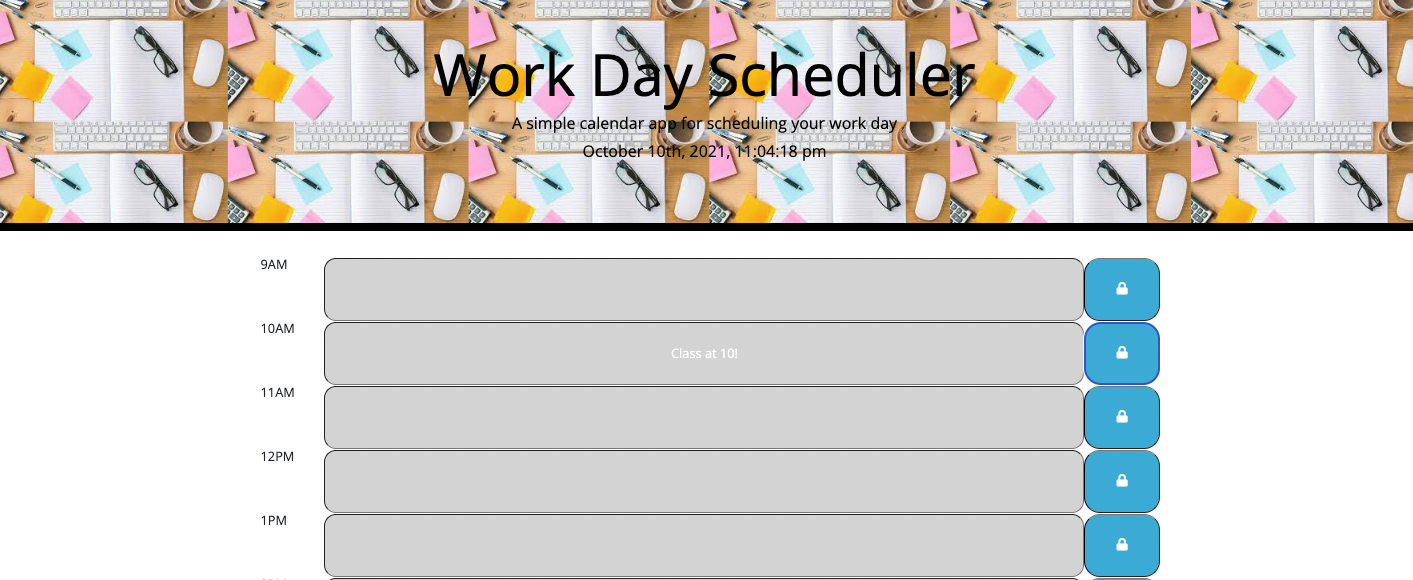 Work Day Scheduler
A simple calendar app for scheduling your work day
October 10th, 2021, 11:04:18 pm
9AM
10AM
Class at 10!
11AM
12PM
1PM